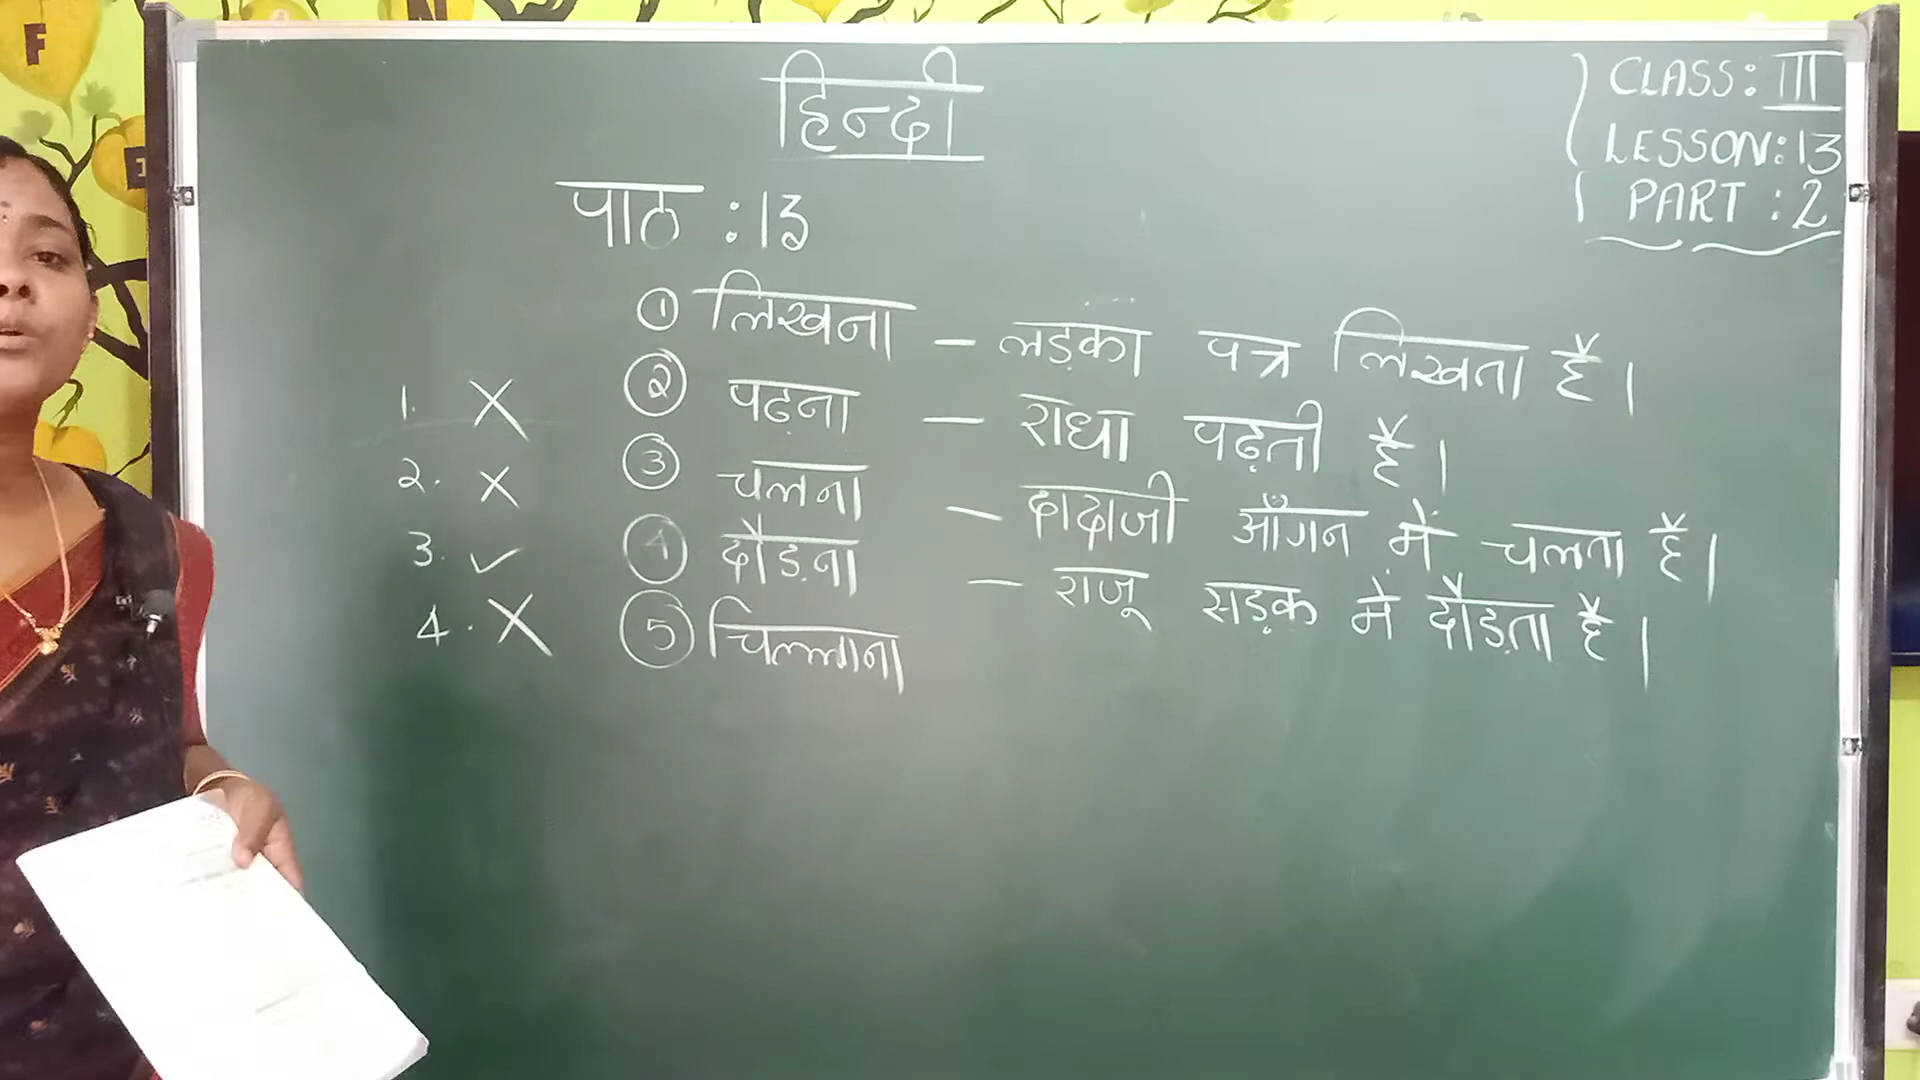 हिन्दी
CLASS: III
LESSON: 13
PART : 2
पाठ : 13
① लिखना – लड़का पत्र लिखता है।
② पढ़ना – राधा पढ़ती है।
③ चलना – दादाजी आँगन में चलता है।
④ दौड़ना – राजू सड़क में दौड़ता है।
⑤ चिल्लाना
1. ✗
2. ✗
3. ✓
4. ✗
F
N
I